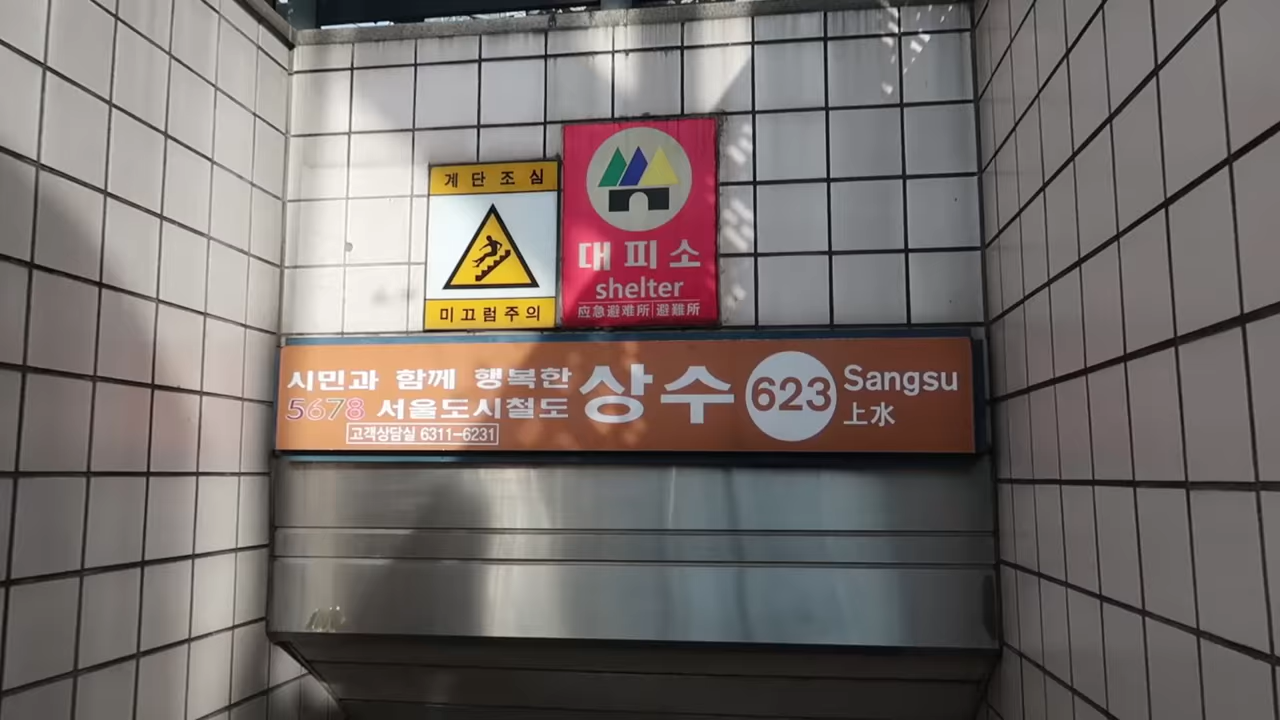 계단조심
미끄럼주의
대피소
shelter
应急避难所 避難所
시민과 함께 행복한
5678 서울도시철도
고객상담실 6311-6231
상수 623 Sangsu
上水